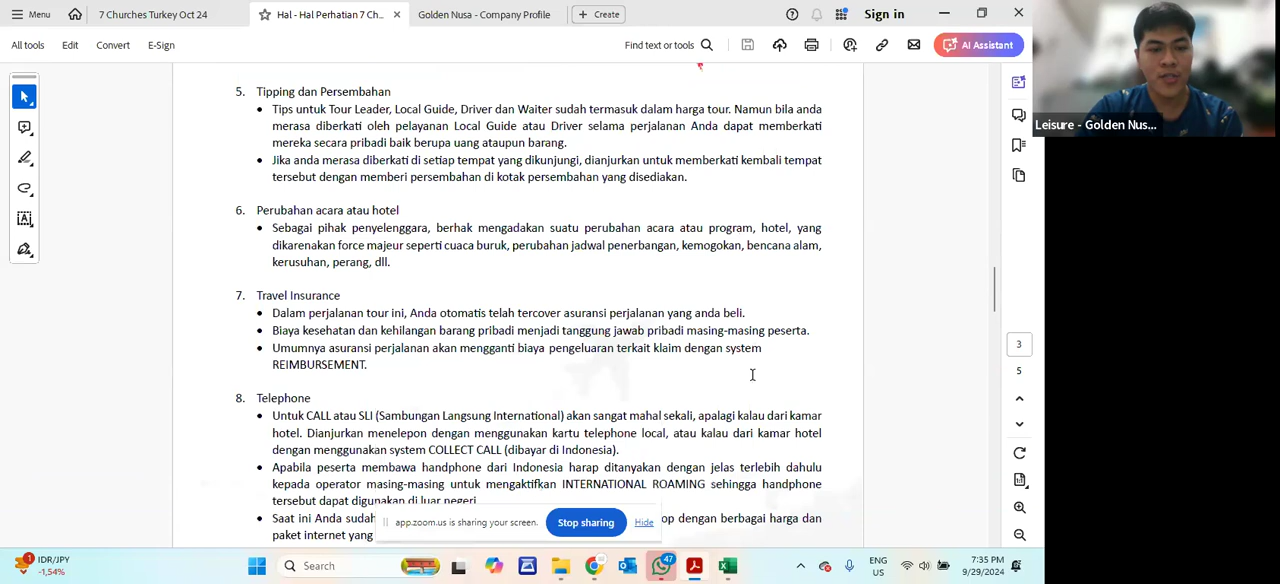 Menu
7 Churches Turkey Oct 24
Hal - Hal Perhatian 7 Ch...
Golden Nusa - Company Profile
Create
Sign in
All tools
Edit
Convert
E-Sign
Find text or tools
AI Assistant
Leisure - Golden Nus...
5. Tipping dan Persembahan
• Tips untuk Tour Leader, Local Guide, Driver dan Waiter sudah termasuk dalam harga tour. Namun bila anda
merasa diberkati oleh pelayanan Local Guide atau Driver selama perjalanan Anda dapat memberkati
mereka secara pribadi baik berupa uang ataupun barang.
• Jika anda merasa diberkati di setiap tempat yang dikunjungi, dianjurkan untuk memberkati kembali tempat
tersebut dengan memberi persembahan di kotak persembahan yang disediakan.
6. Perubahan acara atau hotel
• Sebagai pihak penyelenggara, berhak mengadakan suatu perubahan acara atau program, hotel, yang
dikarenakan force majeur seperti cuaca buruk, perubahan jadwal penerbangan, kemogokan, bencana alam,
kerusuhan, perang, dll.
7. Travel Insurance
• Dalam perjalanan tour ini, Anda otomatis telah tercover asuransi perjalanan yang anda beli.
• Biaya kesehatan dan kehilangan barang pribadi menjadi tanggung jawab pribadi masing-masing peserta.
• Umumnya asuransi perjalanan akan mengganti biaya pengeluaran terkait klaim dengan system
REIMBURSEMENT.
8. Telephone
• Untuk CALL atau SLI (Sambungan Langsung International) akan sangat mahal sekali, apalagi kalau dari kamar
hotel. Dianjurkan menelepon dengan menggunakan kartu telephone local, atau kalau dari kamar hotel
dengan menggunakan system COLLECT CALL (dibayar di Indonesia).
• Apabila peserta membawa handphone dari Indonesia harap ditanyakan dengan jelas terlebih dahulu
kepada operator masing-masing untuk mengaktifkan INTERNATIONAL ROAMING sehingga handphone
tersebut dapat digunakan di luar negeri
• Saat ini Anda sudah op dengan berbagai harga dan
paket internet yang
app.zoom.us is sharing your screen.
Stop sharing
Hide
3
5
1
IDR/JPY
-1,54%
Search
47
ENG
US
7:35 PM
9/29/2024